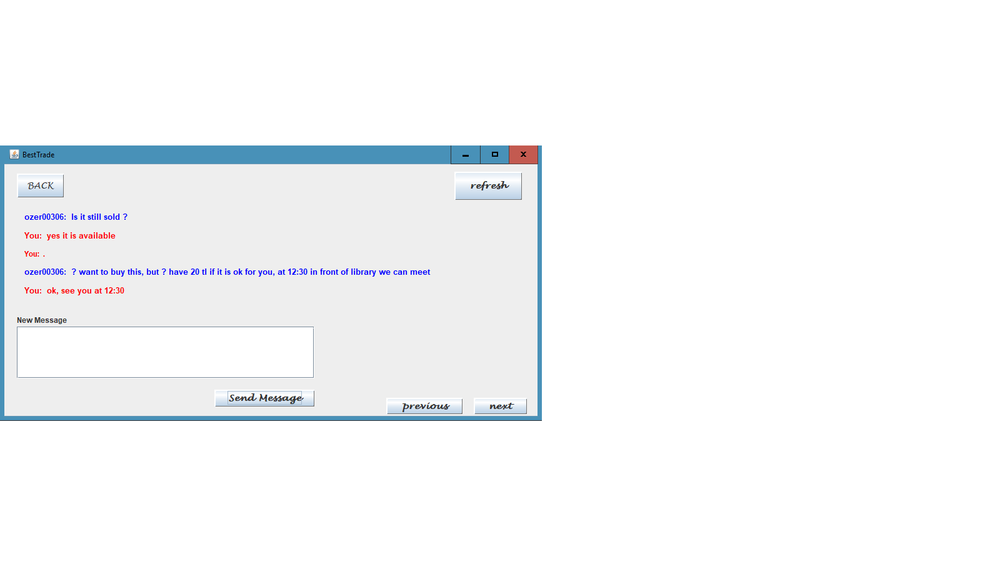 BestTrade
BACK
refresh
ozer00306: Is it still sold ?
You: yes it is available
You: .
ozer00306: ? want to buy this, but ? have 20 tl if it is ok for you, at 12:30 in front of library we can meet
You: ok, see you at 12:30
New Message
Send Message
previous
next